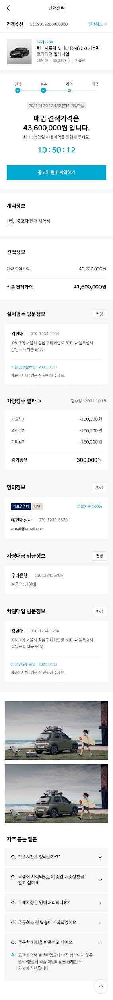 판매관리
견적수신 2109012200000000 견적취소
12가1234
현대자동차 쏘나타 DN8 2.0 가솔린
프리미엄 밀레니얼
19년형 10,239km 가솔린
견적 검수 계약 입금
2021.11.30 17시 32분까지 계약가능
매입 견적가격은
43,600,000원 입니다.
최대 3영업일 이내 계약을 진행해 주세요.
10 : 50 : 12
중고차 판매 계약하기
계약정보
중고차 판매 계약서
견적정보
예상 견적가격 40,200,000원
최종 견적가격 41,600,000원
실사검수 방문정보 변경
김현대 010-1234-1234
[06179] 서울시 강남구 테헤란로 510 (서울특별시
강남구 대치동 943)
차량 검수완료일 : 2021.10.15
배송메시지 : 방문 전 연락해 주세요.
차량검수 결과 검수일 : 2021.10.15
사고감가 -150,000원
외판감가 -100,000원
기타감가 -150,000원
감가총액 -300,000원
명의정보 변경
대표명의자 개인 명의지분 100%
㈜현대상사 070-1234-5678
email@email.com
차량대금 입금정보 변경
우리은행 110123456789
예금주 : 김현대
차량매입 방문정보 변경
김현대 010-1234-1234
[06179] 서울시 강남구 테헤란로 510 (서울특별시
강남구 대치동 943)
차량 인도완료일 : 2021.10.15
배송메시지 : 방문 전 연락해 주세요.
자주 묻는 질문
Q. 탁송시간은 정확한가요?
Q. 탁송이 시작되었는데 중간 배송상황을
알고 싶어요.
Q. 구매확정은 언제 처리되나요?
Q. 주문취소 전 탁송이 시작되었어요.
Q. 주문한 차량을 반품하고 싶어요.
A. 고객에 의해 발생하였으나 아직 납부되지 않은
법적/행정적 각종 미납비용을 공제한 뒤
환불이 진행됩니다.